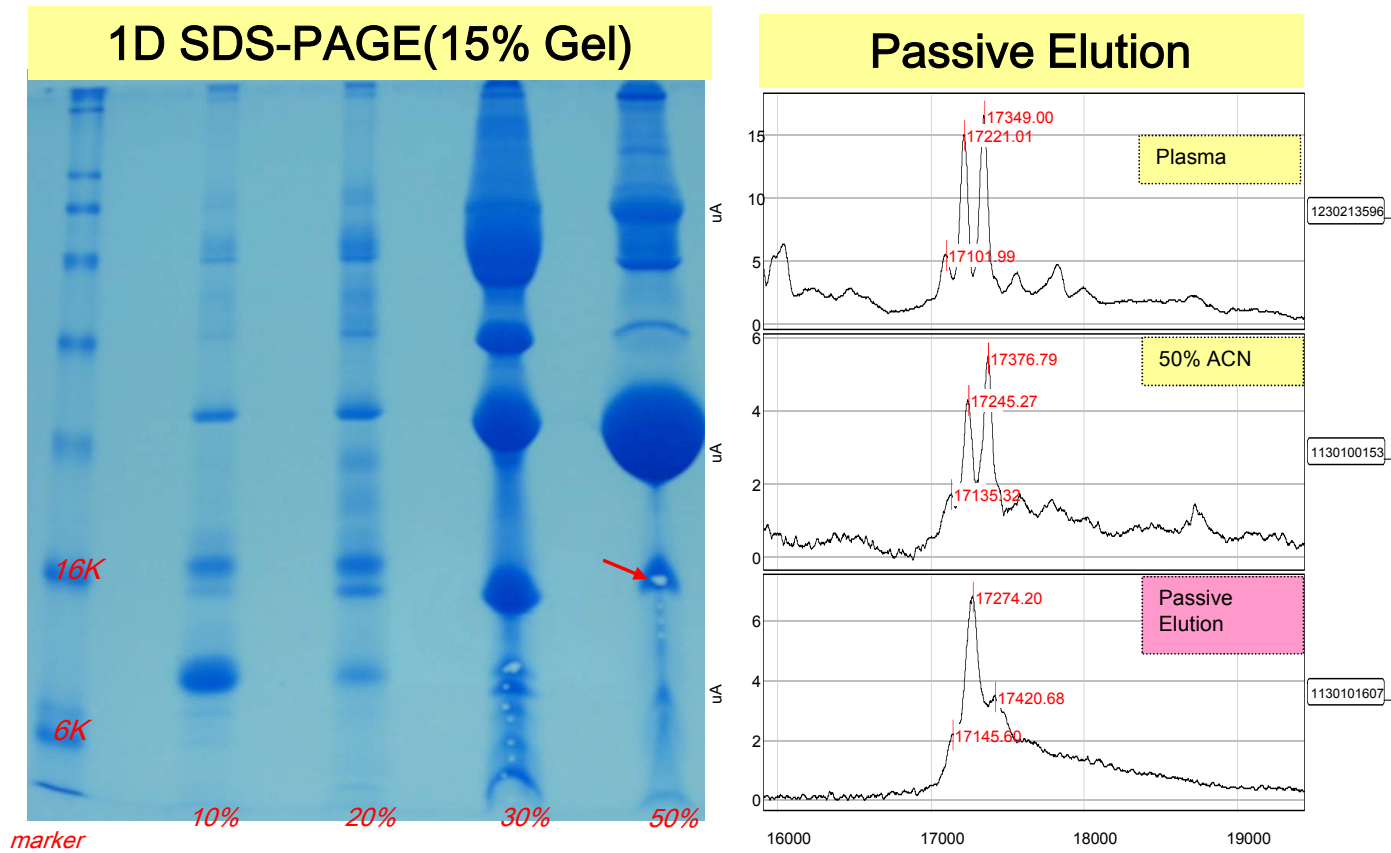 1D SDS-PAGE(15% Gel)
16K
6K
10%
20%
30%
50%
marker
Passive Elution
17349.00
17221.01
15
Plasma
10
uA
1230213596
5
17101.99
0
6
17376.79
50% ACN
17245.27
4
uA
1130100153
2
17135.32
0
17274.20
Passive
Elution
6
17420.68
4
uA
1130101607
17145.60
2
0
16000
17000
18000
19000